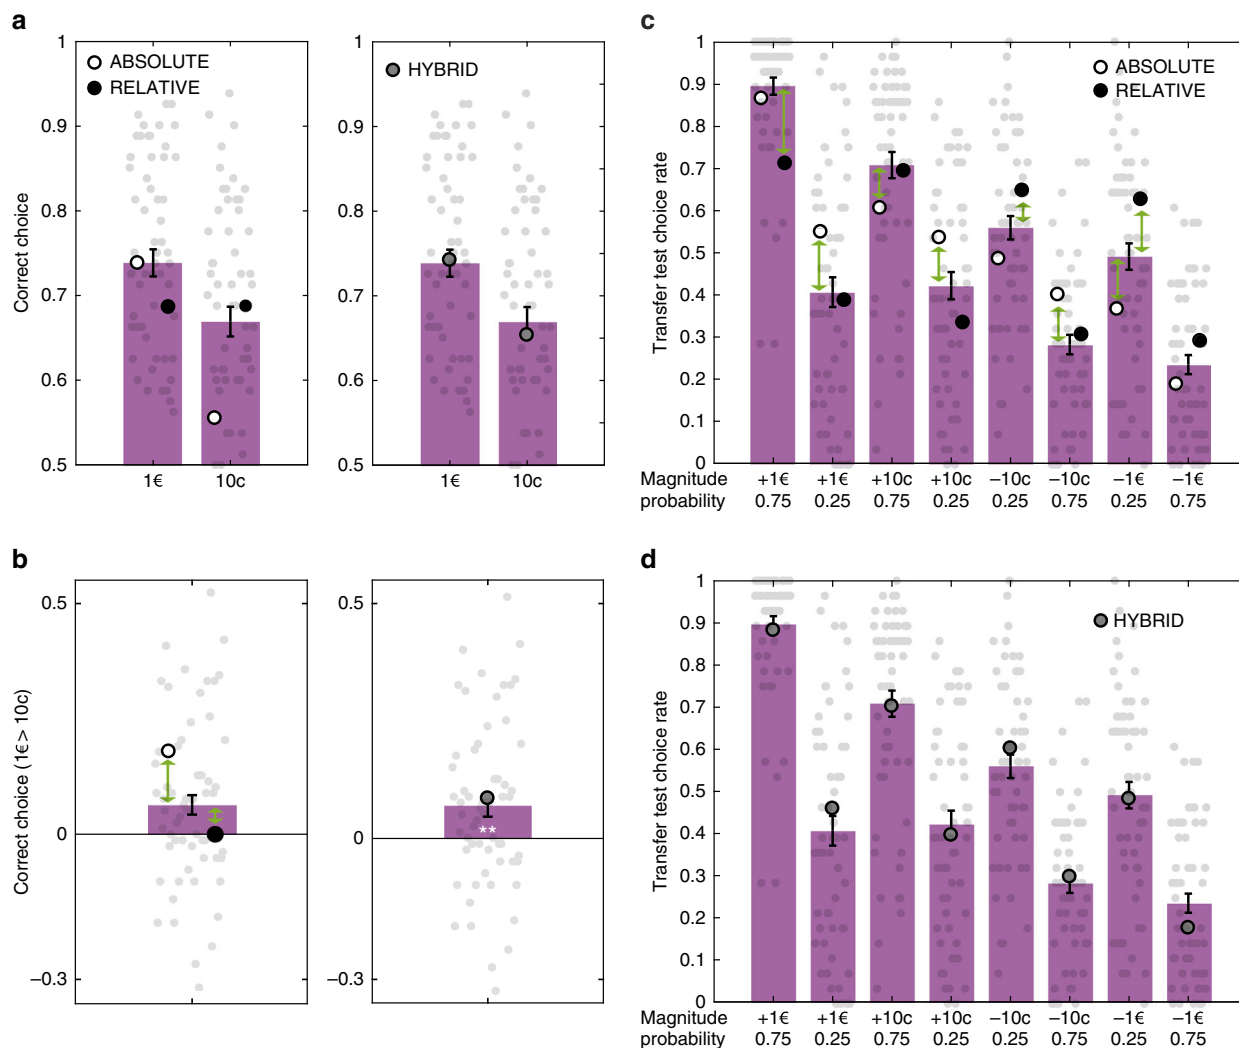 a
1
0.9
0.8
0.7
0.6
0.5
Correct choice
ABSOLUTE
RELATIVE
1€ 10c
1
0.9
0.8
0.7
0.6
0.5
HYBRID
1€ 10c
b
0.5
0
–0.3
Correct choice (1€ > 10c)
0.5
0
–0.3
**
c
1
0.9
0.8
0.7
0.6
0.5
0.4
0.3
0.2
0.1
0
Transfer test choice rate
ABSOLUTE
RELATIVE
Magnitude +1€ +1€ +10c +10c –10c –10c –1€ –1€
probability 0.75 0.25 0.75 0.25 0.25 0.75 0.25 0.75
d
1
0.9
0.8
0.7
0.6
0.5
0.4
0.3
0.2
0.1
0
Transfer test choice rate
HYBRID
Magnitude +1€ +1€ +10c +10c –10c –10c –1€ –1€
probability 0.75 0.25 0.75 0.25 0.25 0.75 0.25 0.75